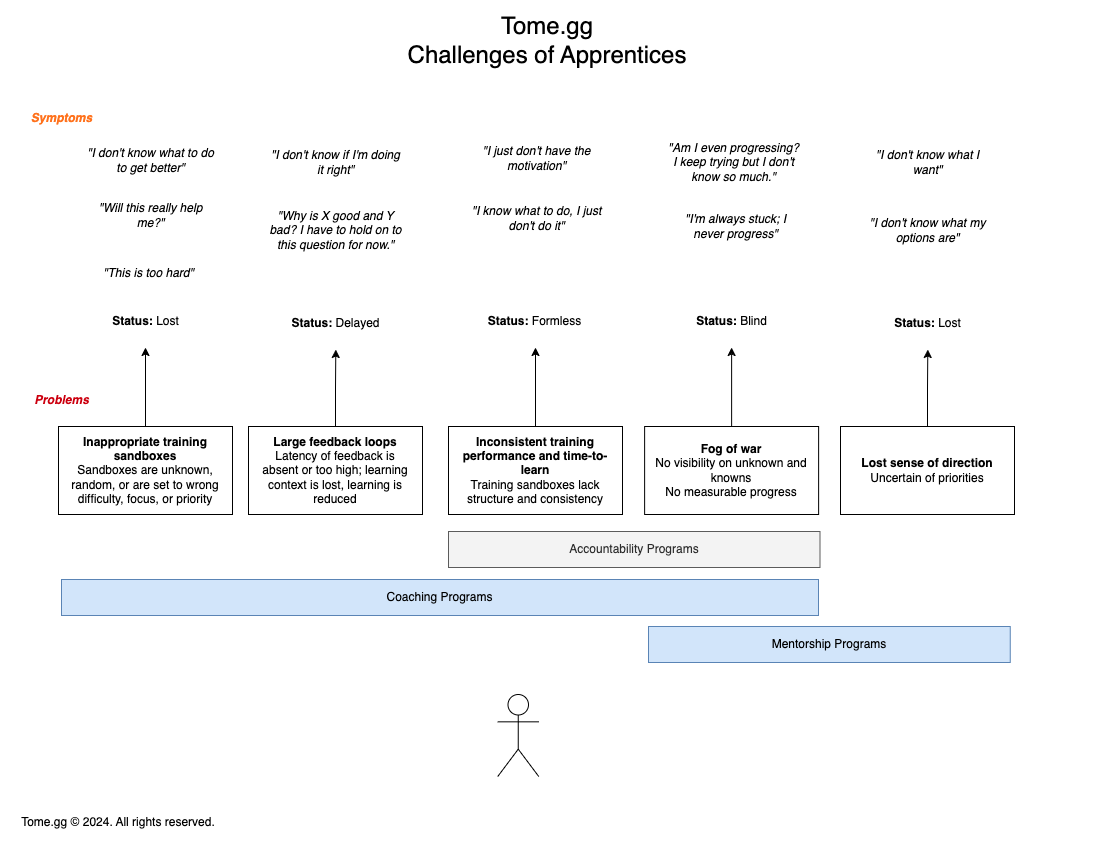 Tome.gg
Challenges of Apprentices
Symptoms
"I don't know what to do
to get better"
"Will this really help
me?"
"This is too hard"
Status: Lost
"I don't know if I'm doing
it right"
"Why is X good and Y
bad? I have to hold on to
this question for now."
Status: Delayed
"I just don't have the
motivation"
"I know what to do, I just
don't do it"
Status: Formless
"Am I even progressing?
I keep trying but I don't
know so much."
"I'm always stuck; I
never progress"
Status: Blind
"I don't know what I
want"
"I don't know what my
options are"
Status: Lost
Problems
Inappropriate training
sandboxes
Sandboxes are unknown,
random, or are set to wrong
difficulty, focus, or priority
Large feedback loops
Latency of feedback is
absent or too high; learning
context is lost, learning is
reduced
Inconsistent training
performance and time-to-
learn
Training sandboxes lack
structure and consistency
Fog of war
No visibility on unknown and
knowns
No measurable progress
Lost sense of direction
Uncertain of priorities
Accountability Programs
Coaching Programs
Mentorship Programs
Tome.gg © 2024. All rights reserved.